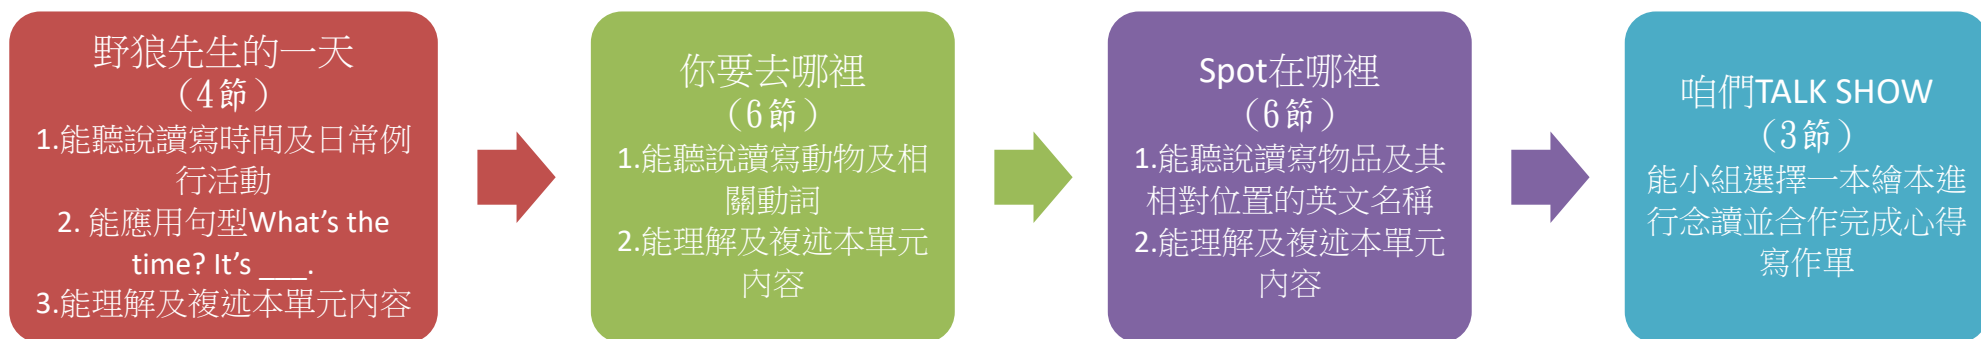 野狼先生的一天
（4節）
1.能聽說讀寫時間及日常例
行活動
2. 能應用句型What's the
time? It's ___.
3.能理解及複述本單元內容
你要去哪裡
（6節）
1.能聽說讀寫動物及相
關動詞
2.能理解及複述本單元
內容
Spot在哪裡
（6節）
1.能聽說讀寫物品及其
相對位置的英文名稱
2.能理解及複述本單元
內容
咱們TALK SHOW
（3節）
能小組選擇一本繪本進
行念讀並合作完成心得
寫作單